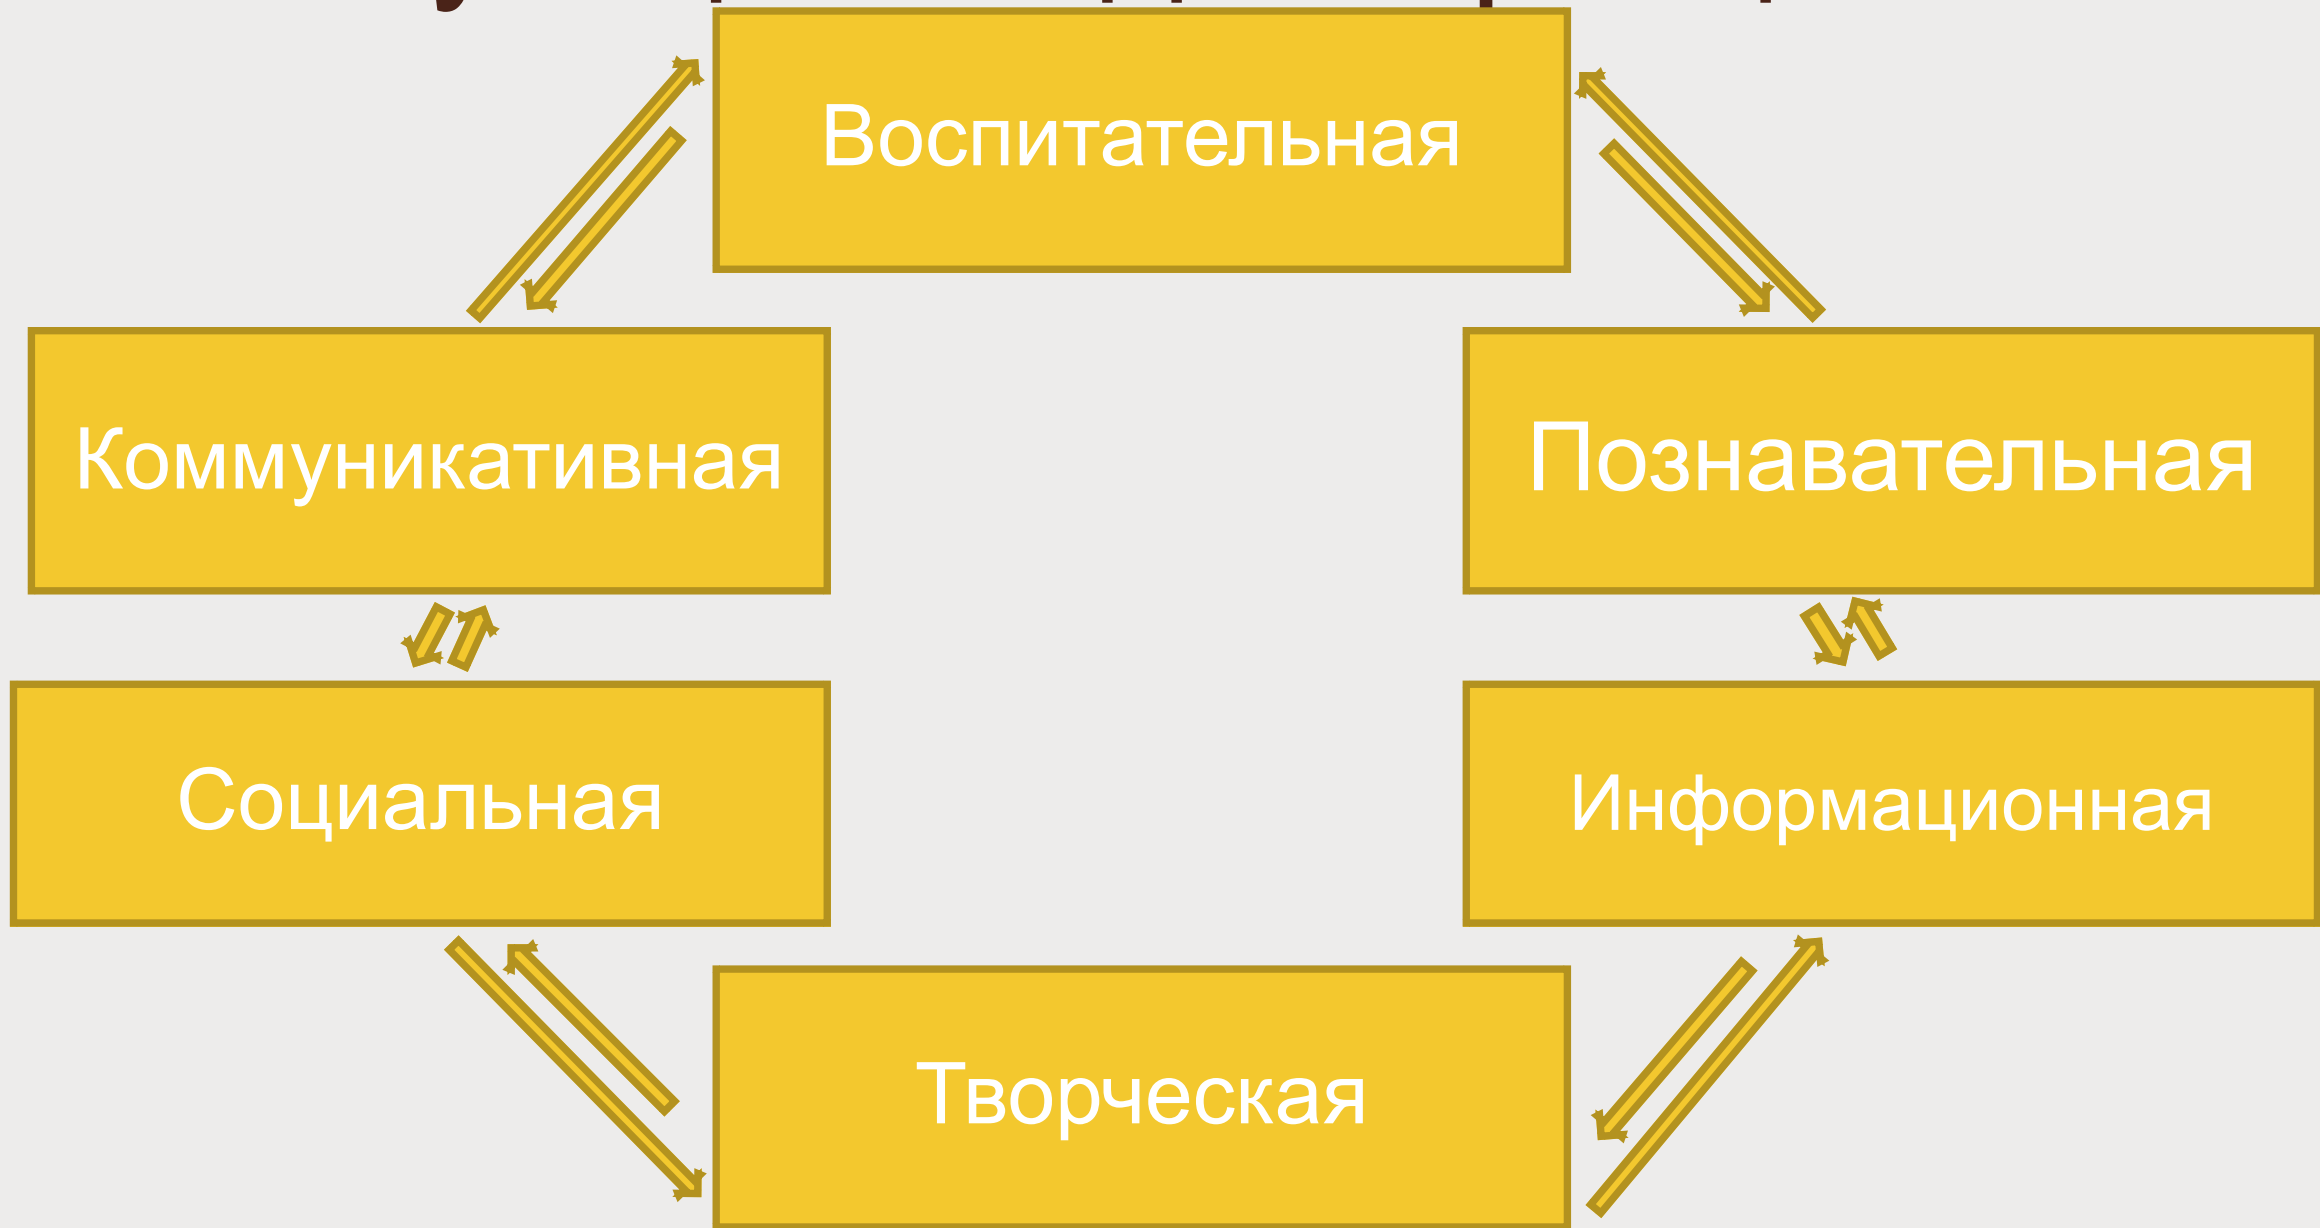 Воспитательная
Коммуникативная
Познавательная
Социальная
Информационная
Творческая